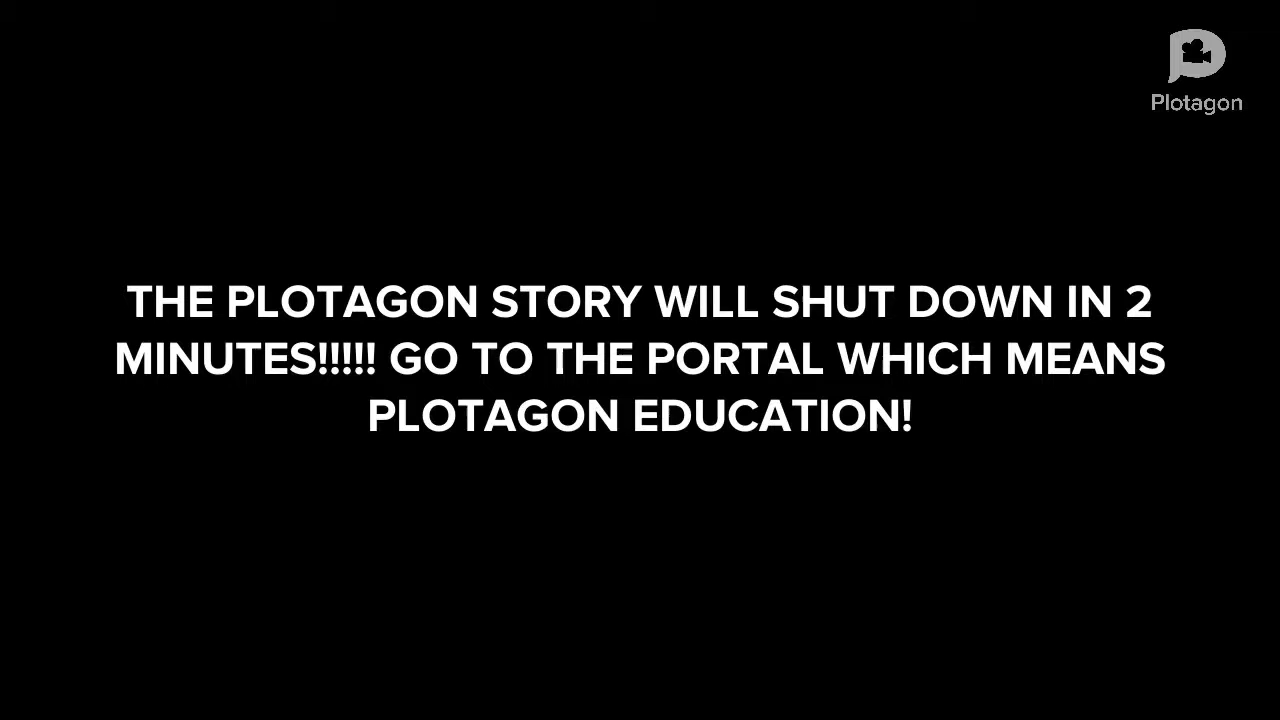 Plotagon
THE PLOTAGON STORY WILL SHUT DOWN IN 2
MINUTES!!!!! GO TO THE PORTAL WHICH MEANS
PLOTAGON EDUCATION!